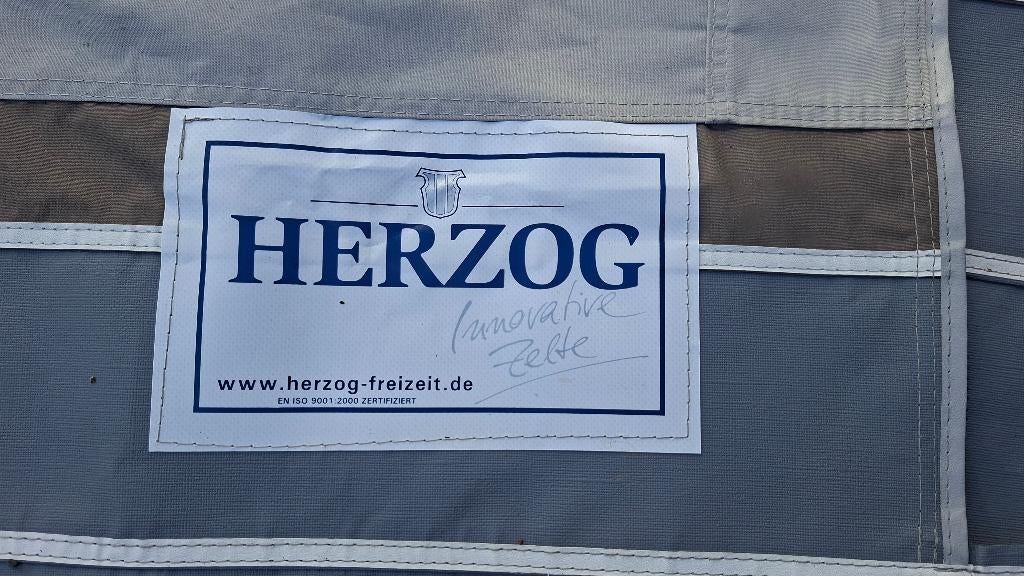 HERZOG
Innovative
Zelte
www.herzog-freizeit.de
EN ISO 9001:2000 ZERTIFIZIERT